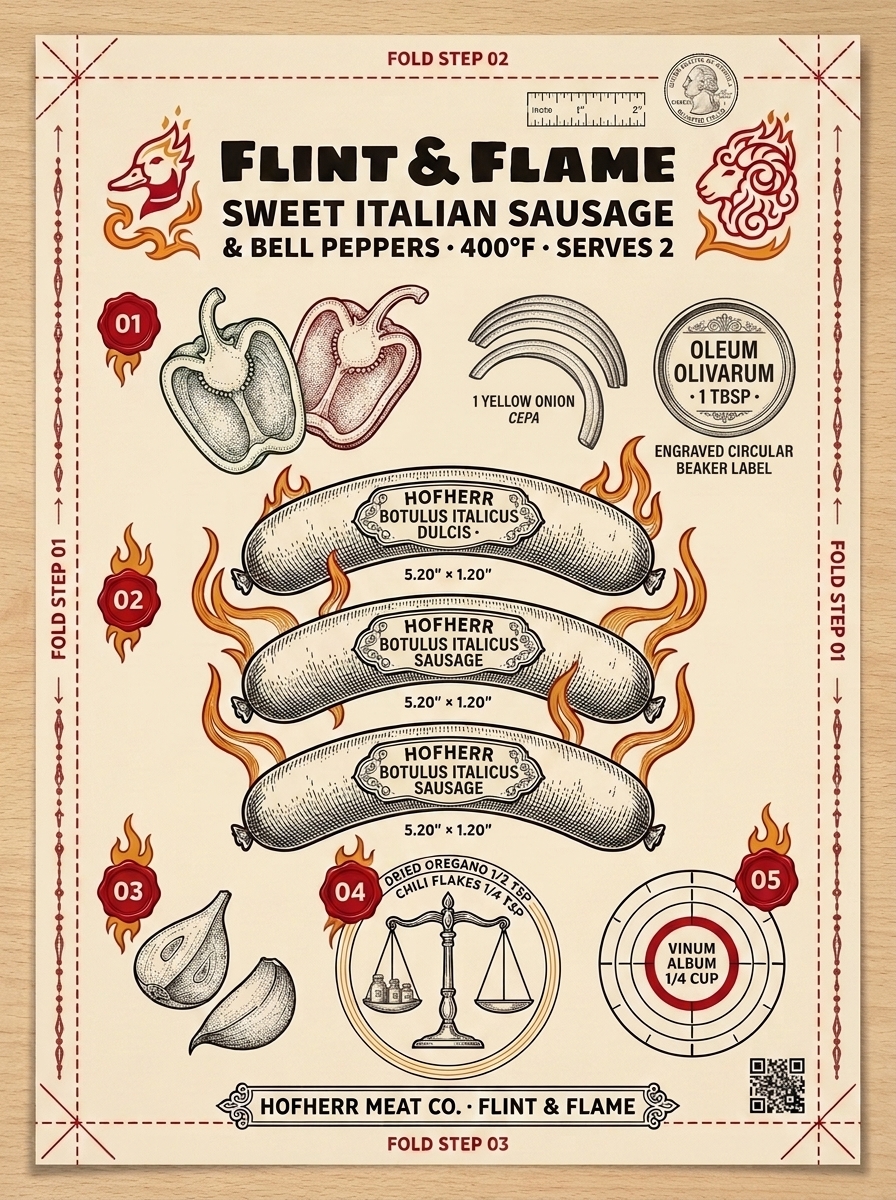 FOLD STEP 02
1"
2"
FLINT & FLAME
SWEET ITALIAN SAUSAGE
& BELL PEPPERS · 400°F · SERVES 2
01
1 YELLOW ONION
CEPA
OLEUM
OLIVARUM
· 1 TBSP ·
ENGRAVED CIRCULAR
BEAKER LABEL
HOFHERR
BOTULUS ITALICUS
DULCIS ·
5.20" × 1.20"
FOLD STEP 01
02
HOFHERR
BOTULUS ITALICUS
SAUSAGE
5.20" × 1.20"
FOLD STEP 01
HOFHERR
BOTULUS ITALICUS
SAUSAGE
5.20" × 1.20"
03
04
DRIED OREGANO 1/2 TSP
CHILI FLAKES 1/4 TSP
05
VINUM
ALBUM
1/4 CUP
HOFHERR MEAT CO. · FLINT & FLAME
FOLD STEP 03